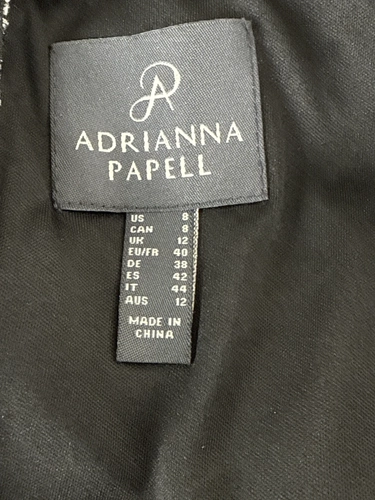 ADRIANNA
PAPELL
US 8
CAN 8
UK 12
EU/FR 40
DE 38
ES 42
IT 44
AUS 12
MADE IN
CHINA